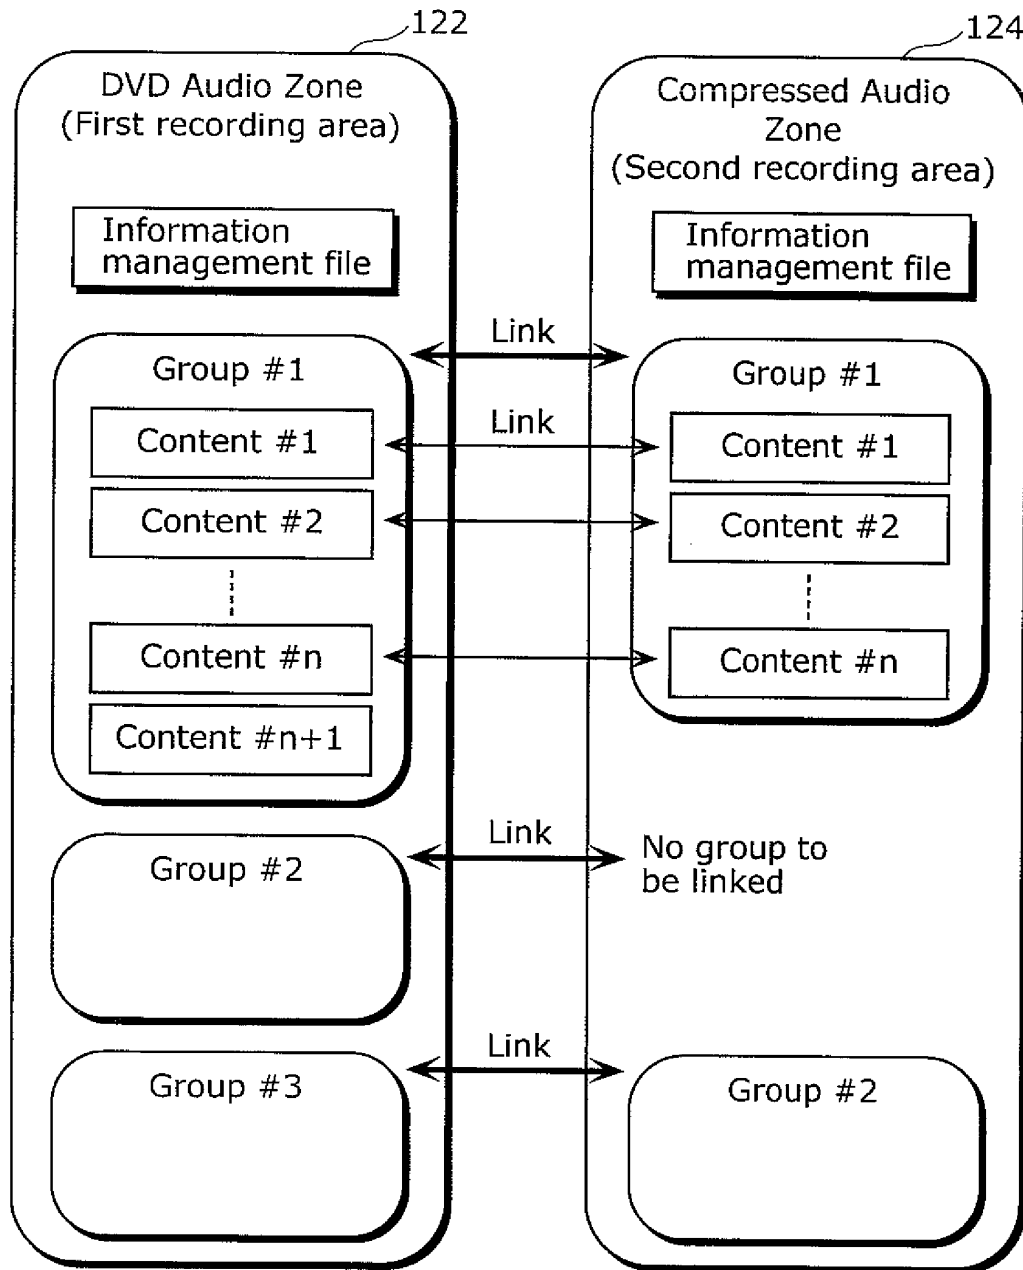 122
DVD Audio Zone
(First recording area)
Information
management file
Group #1
Content #1
Content #2
Content #n
Content #n+1
Group #2
Group #3
Link
Link
Link
Link
124
Compressed Audio
Zone
(Second recording area)
Information
management file
Group #1
Content #1
Content #2
Content #n
No group to
be linked
Group #2